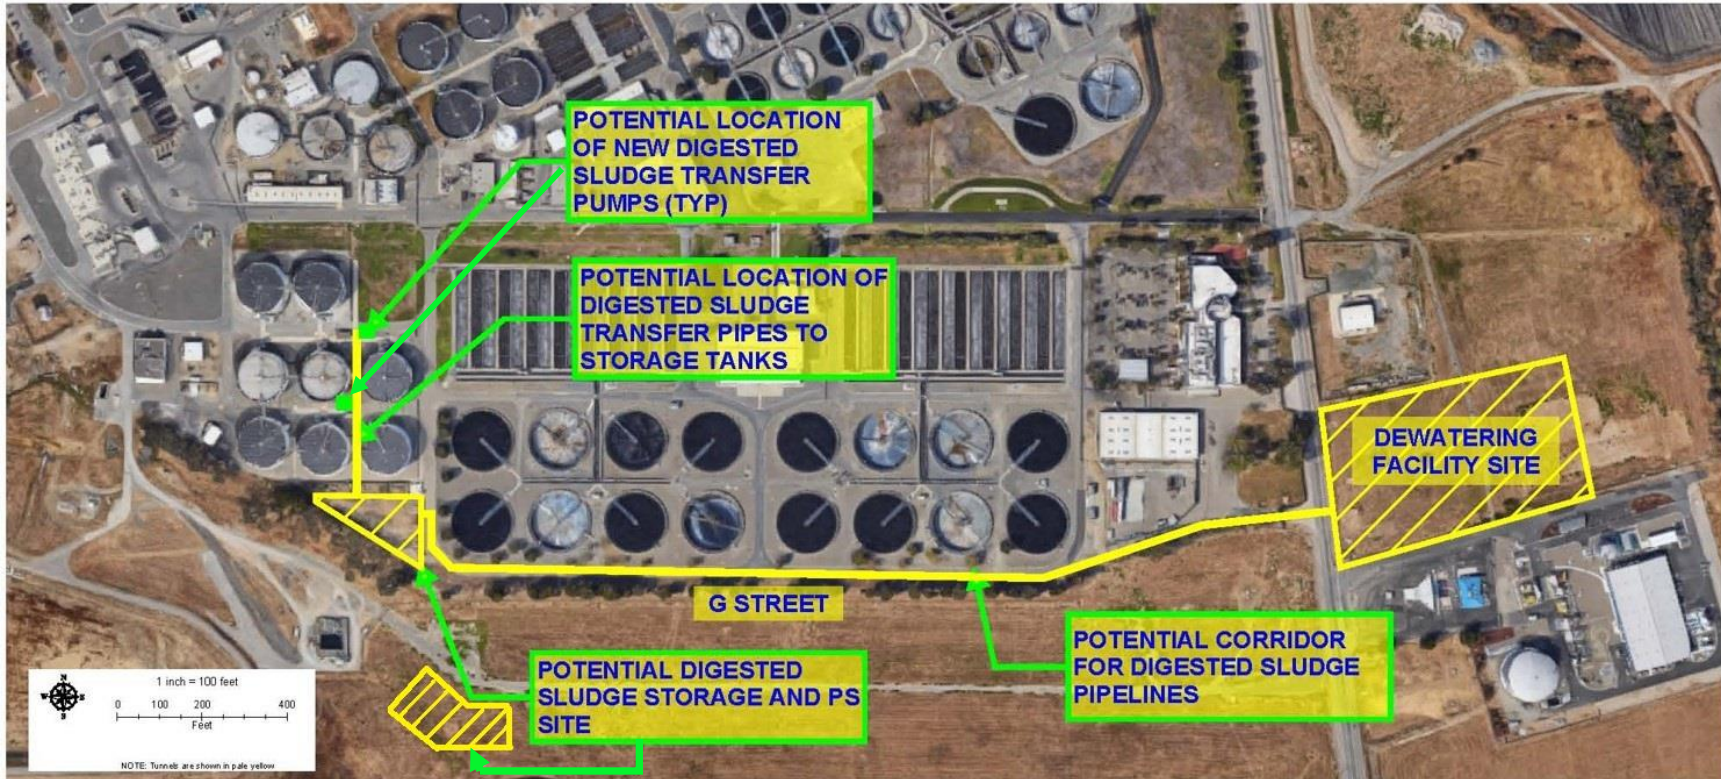 POTENTIAL LOCATION
OF NEW DIGESTED
SLUDGE TRANSFER
PUMPS (TYP)
POTENTIAL LOCATION OF
DIGESTED SLUDGE
TRANSFER PIPES TO
STORAGE TANKS
DEWATERING
FACILITY SITE
G STREET
POTENTIAL CORRIDOR
FOR DIGESTED SLUDGE
PIPELINES
POTENTIAL DIGESTED
SLUDGE STORAGE AND PS
SITE
N
W E
S
1 inch = 100 feet
0 100 200 400
Feet
NOTE: Tunnels are shown in pale yellow